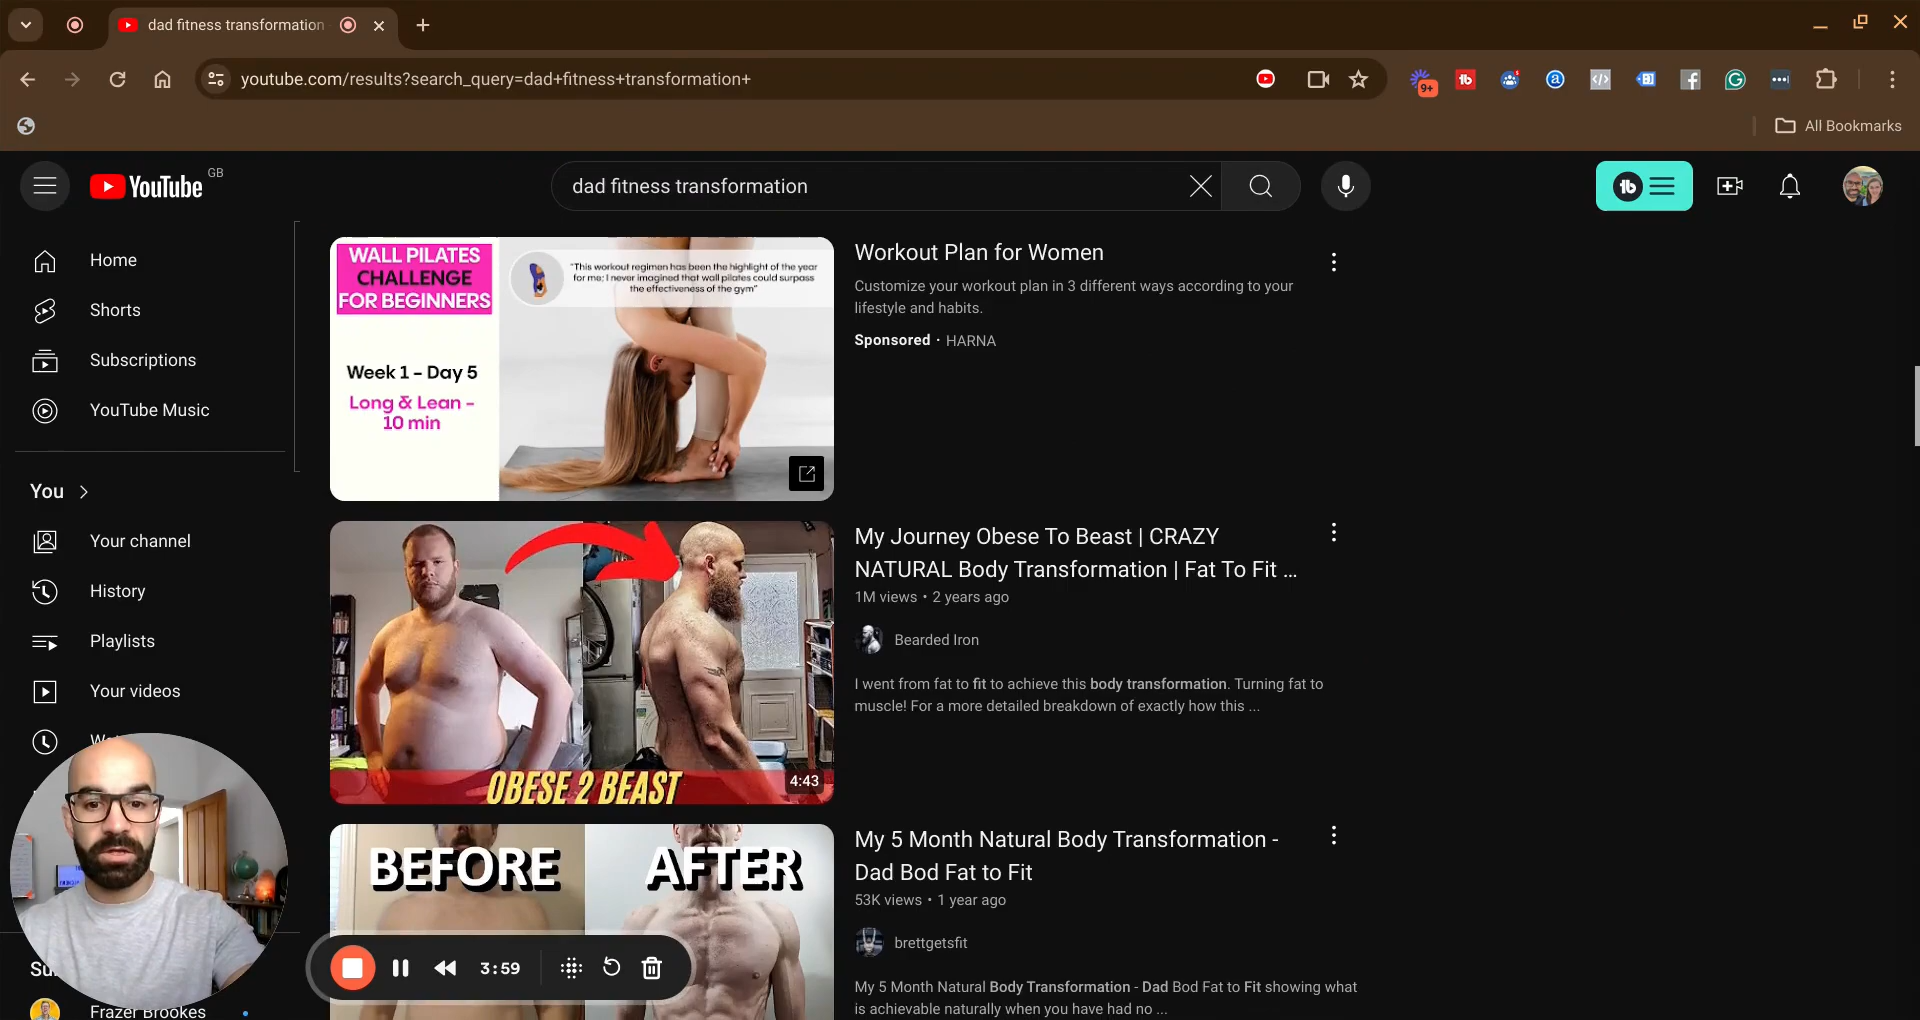 dad fitness transformation
youtube.com/results?search_query=dad+fitness+transformation+
9+
All Bookmarks
YouTube GB
dad fitness transformation
Home
Shorts
Subscriptions
YouTube Music
You
Your channel
History
Playlists
Your videos
Frazer Brookes
WALL PILATES
CHALLENGE
FOR BEGINNERS
"This workout regimen has been the highlight of the year
for me; I never imagined that wall pilates could surpass
the effectiveness of the gym"
Week 1 - Day 5
Long & Lean -
10 min
Workout Plan for Women
Customize your workout plan in 3 different ways according to your
lifestyle and habits.
Sponsored · HARNA
OBESE 2 BEAST
4:43
My Journey Obese To Beast | CRAZY
NATURAL Body Transformation | Fat To Fit ...
1M views • 2 years ago
Bearded Iron
I went from fat to fit to achieve this body transformation. Turning fat to
muscle! For a more detailed breakdown of exactly how this ...
BEFORE AFTER
My 5 Month Natural Body Transformation -
Dad Bod Fat to Fit
53K views • 1 year ago
brettgetsfit
My 5 Month Natural Body Transformation - Dad Bod Fat to Fit showing what
is achievable naturally when you have had no ...
3:59